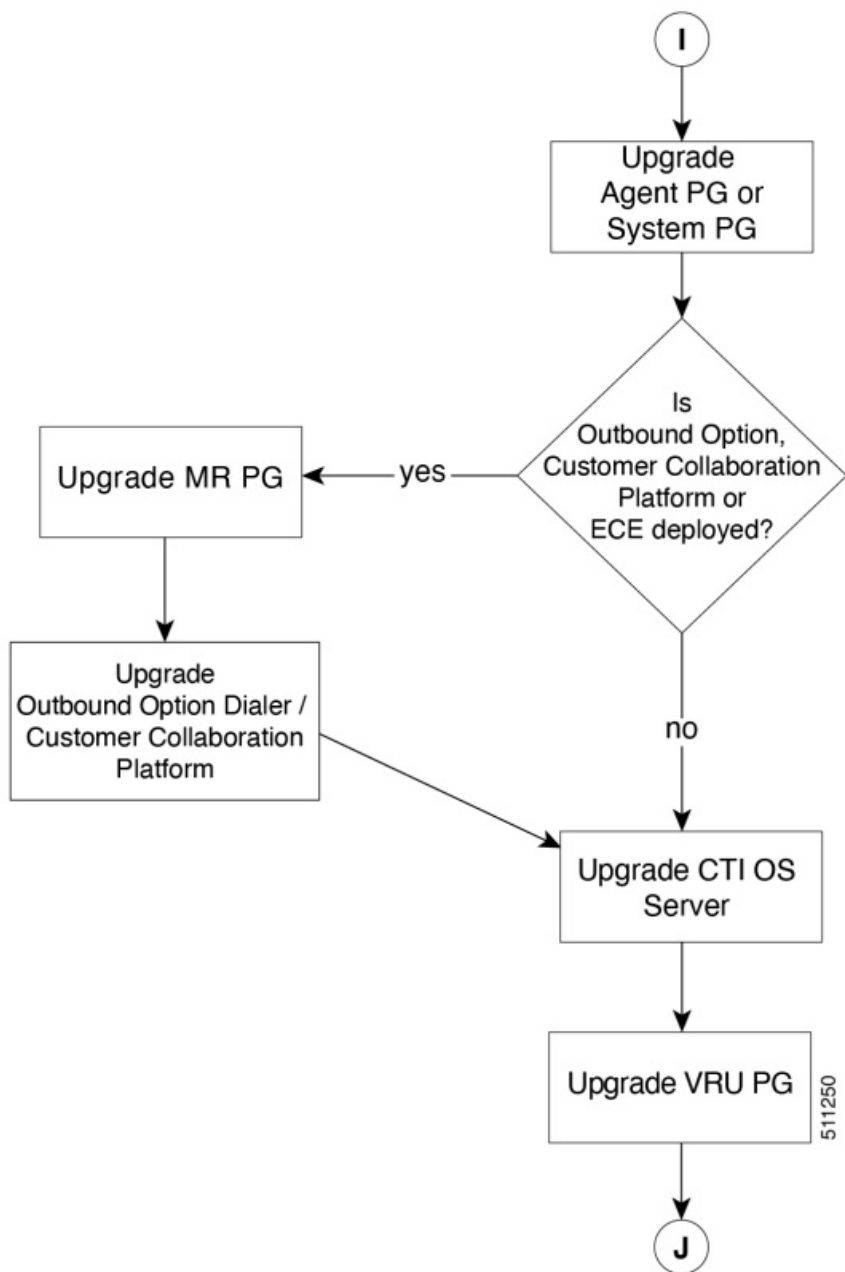 I
Upgrade
Agent PG or
System PG
Is
Outbound Option,
Customer Collaboration
Platform or
ECE deployed?
yes
Upgrade MR PG
Upgrade
Outbound Option Dialer /
Customer Collaboration
Platform
no
Upgrade CTI OS
Server
Upgrade VRU PG
511250
J